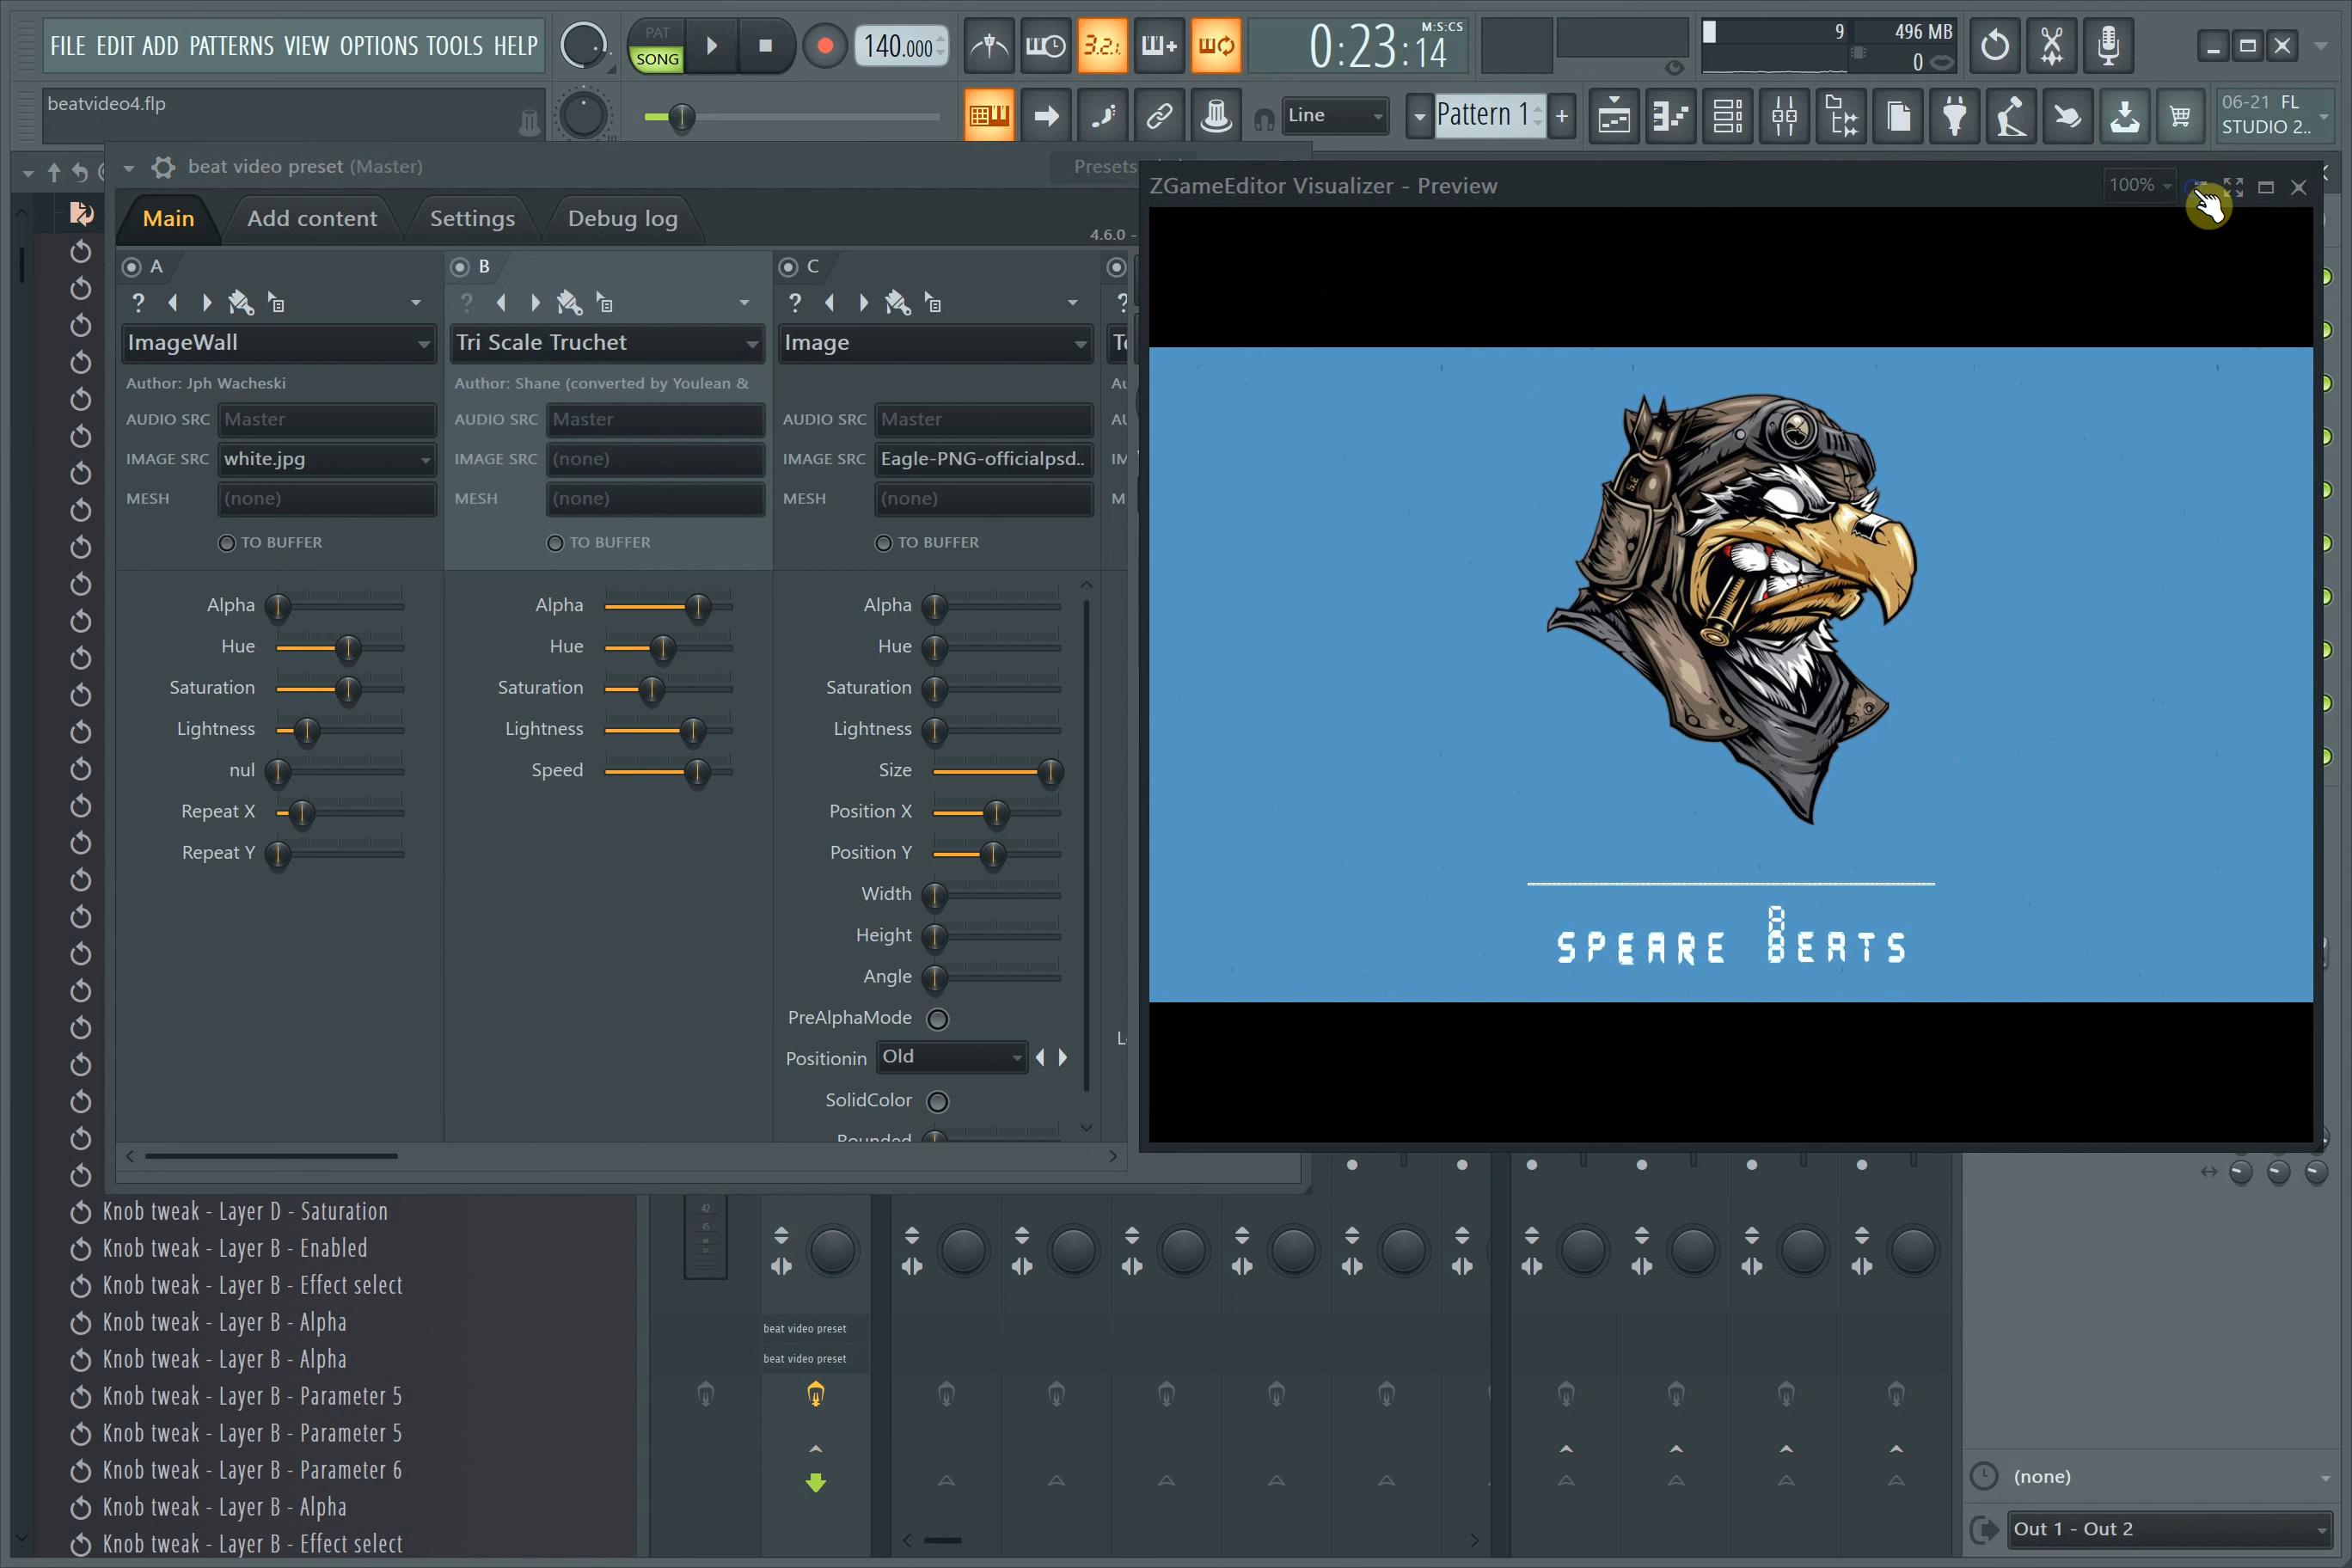 FILE EDIT ADD PATTERNS VIEW OPTIONS TOOLS HELP
PAT
SONG
140.000
3.2.1
0:23:14
M:S:CS
9
496 MB
0
beatvideo4.flp
Line
Pattern 1
+
06-21 FL
STUDIO 2..
beat video preset (Master)
Presets
Main
Add content
Settings
Debug log
4.6.0 -
A
B
C
ImageWall
Tri Scale Truchet
Image
Author: Jph Wacheski
Author: Shane (converted by Youlean &
AUDIO SRC Master
AUDIO SRC Master
AUDIO SRC Master
IMAGE SRC white.jpg
IMAGE SRC (none)
IMAGE SRC Eagle-PNG-officialpsd..
MESH (none)
MESH (none)
MESH (none)
TO BUFFER
TO BUFFER
TO BUFFER
Alpha
Hue
Saturation
Lightness
nul
Repeat X
Repeat Y
Alpha
Hue
Saturation
Lightness
Speed
Alpha
Hue
Saturation
Lightness
Size
Position X
Position Y
Width
Height
Angle
PreAlphaMode
Positionin Old
SolidColor
Rounded
ZGameEditor Visualizer - Preview
100%
SPEARE BEATS
Knob tweak - Layer D - Saturation
Knob tweak - Layer B - Enabled
Knob tweak - Layer B - Effect select
Knob tweak - Layer B - Alpha
Knob tweak - Layer B - Alpha
Knob tweak - Layer B - Parameter 5
Knob tweak - Layer B - Parameter 5
Knob tweak - Layer B - Parameter 6
Knob tweak - Layer B - Alpha
Knob tweak - Layer B - Effect select
42
45
beat video preset
beat video preset
(none)
Out 1 - Out 2